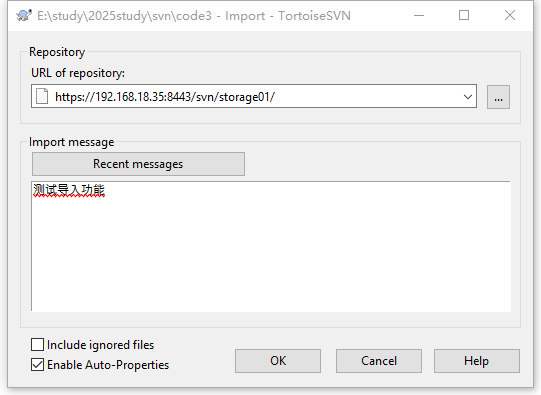 E:\study\2025study\svn\code3 - Import - TortoiseSVN
Repository
URL of repository:
https://192.168.18.35:8443/svn/storage01/
...
Import message
Recent messages
测试导入功能
Include ignored files
Enable Auto-Properties
OK
Cancel
Help